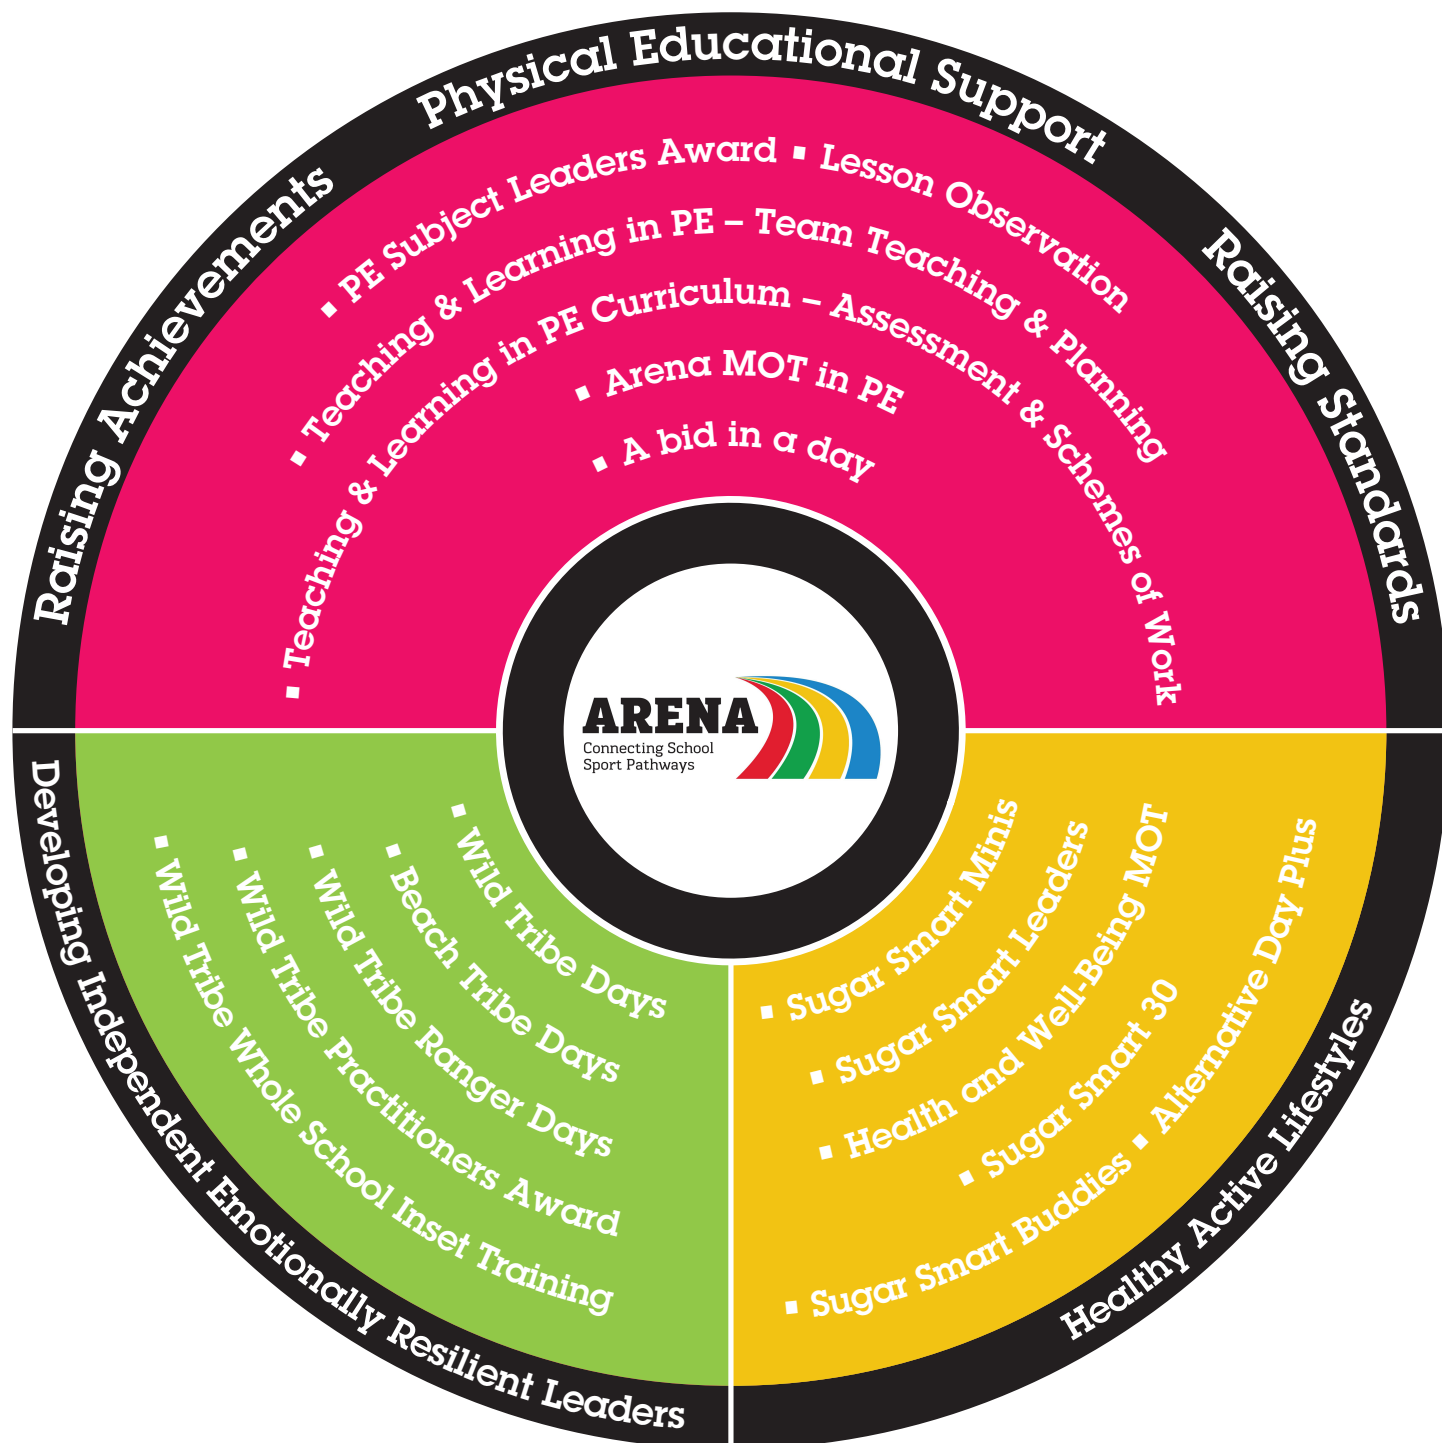 Raising Achievements
Physical Educational Support
Raising Standards
▪ PE Subject Leaders Award ▪ Lesson Observation
▪ Teaching & Learning in PE – Team Teaching & Planning
▪ Teaching & Learning in PE Curriculum – Assessment & Schemes of Work
▪ Arena MOT in PE
▪ A bid in a day
ARENA
Connecting School
Sport Pathways
Developing Independent Emotionally Resilient Leaders
▪ Wild Tribe Days
▪ Beach Tribe Days
▪ Wild Tribe Ranger Days
▪ Wild Tribe Practitioners Award
▪ Wild Tribe Whole School Inset Training
▪ Sugar Smart Minis
▪ Sugar Smart Leaders
▪ Health and Well-Being MOT
▪ Sugar Smart 30
▪ Sugar Smart Buddies ▪ Alternative Day Plus
Healthy Active Lifestyles